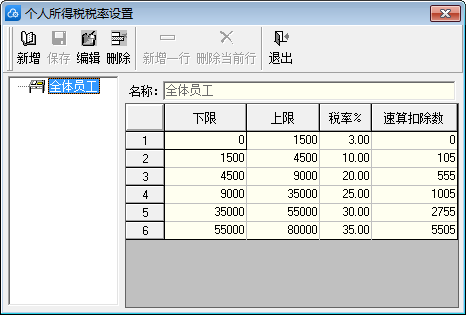 个人所得税税率设置
新增 保存 编辑 删除 新增一行 删除当前行 退出
全体员工
名称: 全体员工
下限 上限 税率% 速算扣除数
1 0 1500 3.00 0
2 1500 4500 10.00 105
3 4500 9000 20.00 555
4 9000 35000 25.00 1005
5 35000 55000 30.00 2755
6 55000 80000 35.00 5505